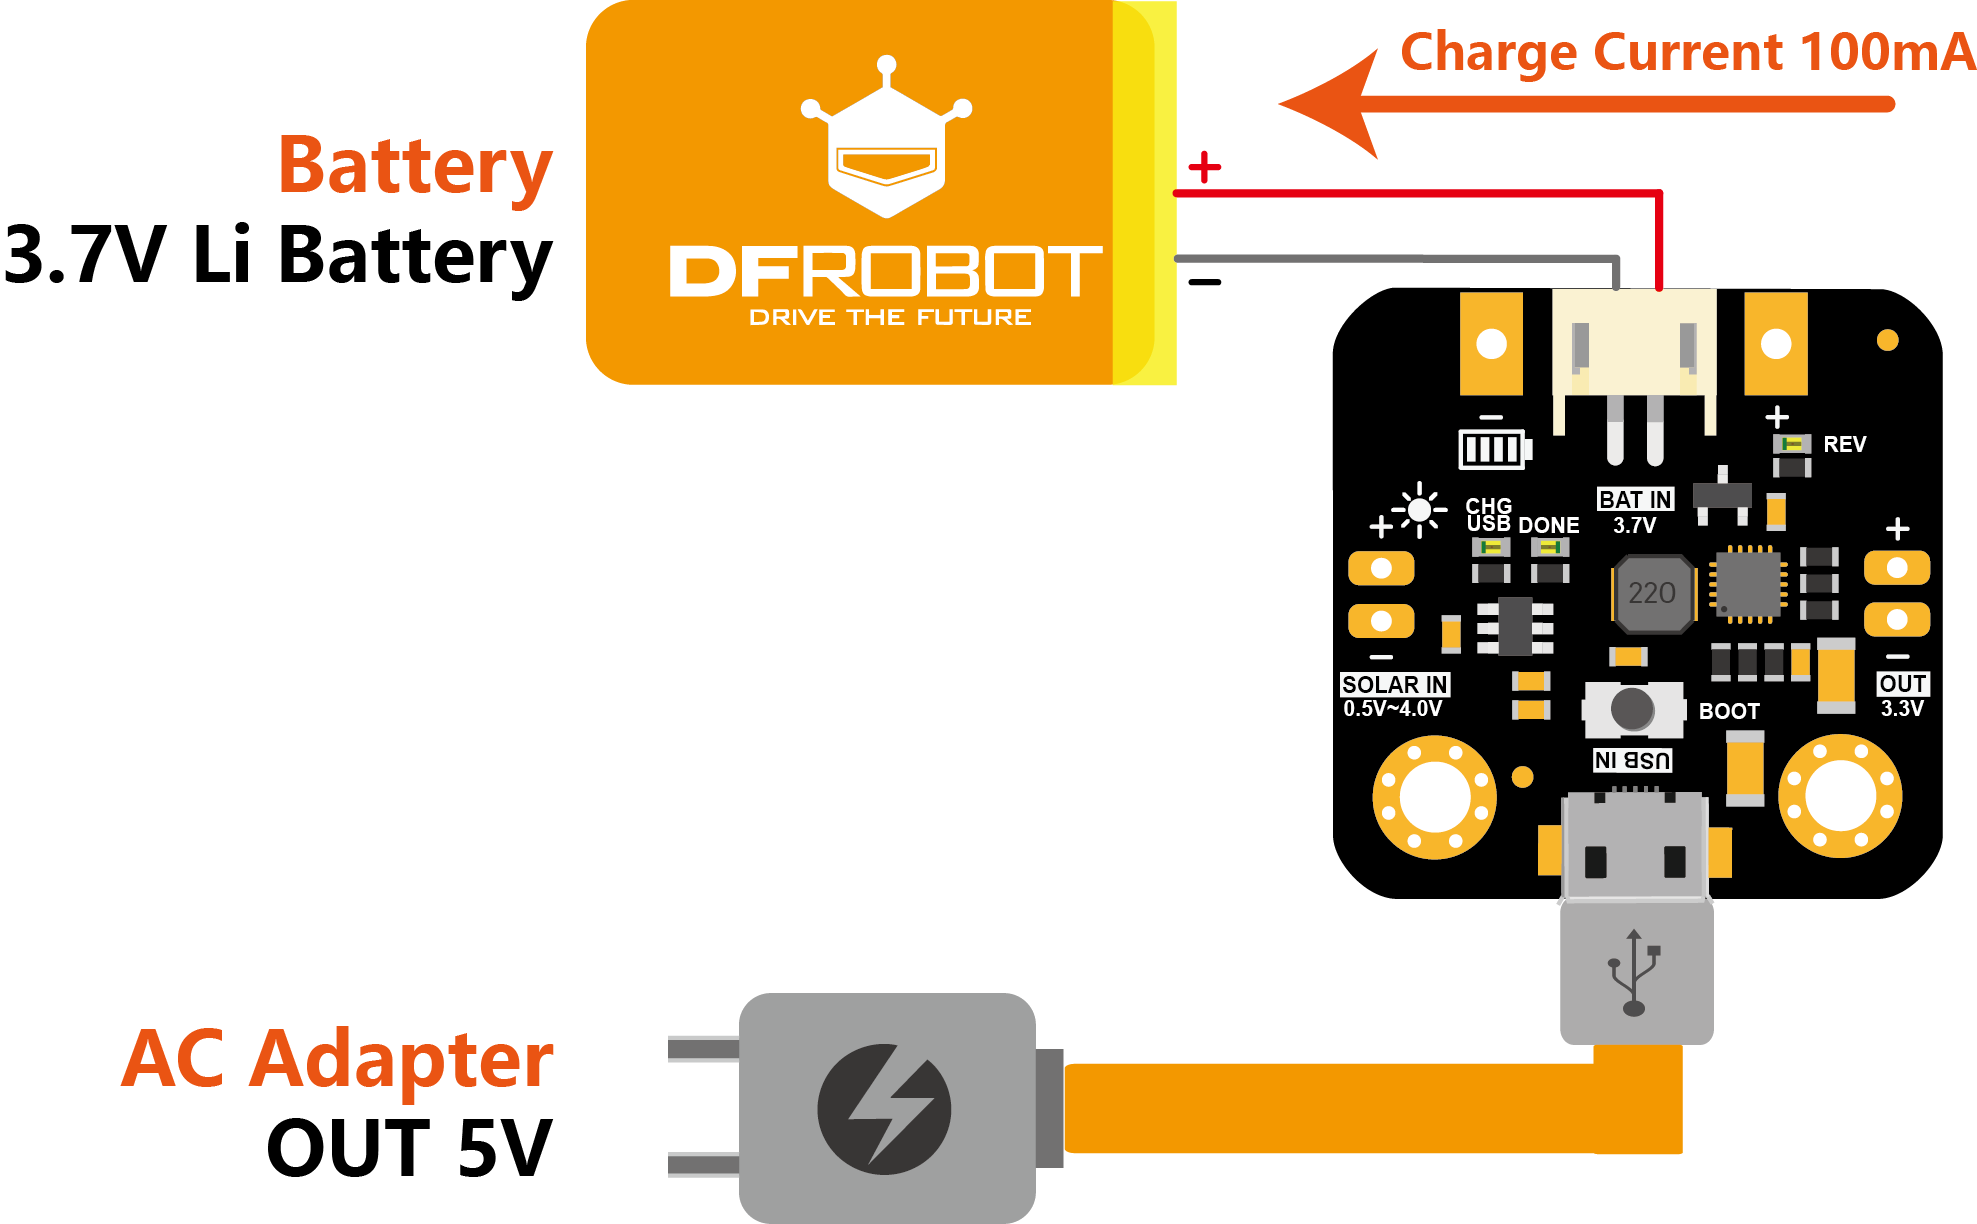 Charge Current 100mA
Battery
3.7V Li Battery
+
−
DFROBOT
DRIVE THE FUTURE
−
+
REV
BAT IN
3.7V
CHG
USB
DONE
+
−
SOLAR IN
0.5V~4.0V
220
+
−
OUT
3.3V
BOOT
USB IN
AC Adapter
OUT 5V